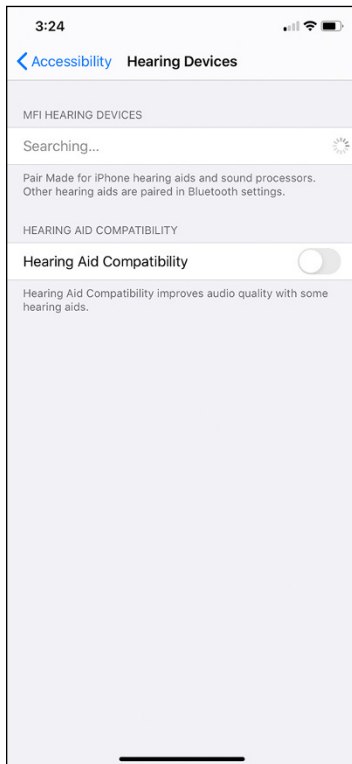 3:24
Accessibility Hearing Devices
MFI HEARING DEVICES
Searching...
Pair Made for iPhone hearing aids and sound processors.
Other hearing aids are paired in Bluetooth settings.
HEARING AID COMPATIBILITY
Hearing Aid Compatibility
Hearing Aid Compatibility improves audio quality with some
hearing aids.